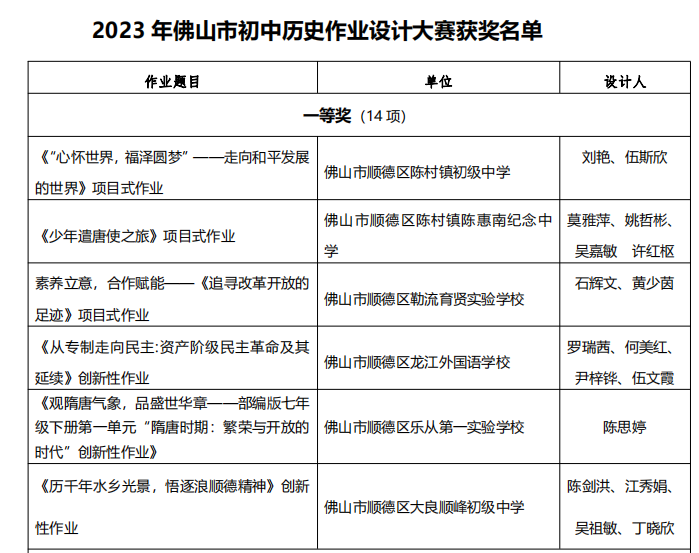 2023 年佛山市初中历史作业设计大赛获奖名单
作业题目 单位 设计人
一等奖（14 项）
《“心怀世界，福泽圆梦”——走向和平发展
的世界》项目式作业
佛山市顺德区陈村镇初级中学
刘艳、伍斯欣
《少年遣唐使之旅》项目式作业
佛山市顺德区陈村镇陈惠南纪念中
学
莫雅萍、姚哲彬、
吴嘉敏 许红枢
素养立意，合作赋能——《追寻改革开放的
足迹》项目式作业
佛山市顺德区勒流育贤实验学校
石辉文、黄少茵
《从专制走向民主:资产阶级民主革命及其
延续》创新性作业
佛山市顺德区龙江外国语学校
罗瑞茜、何美红、
尹梓铧、伍文霞
《观隋唐气象，品盛世华章——部编版七年
级下册第一单元“隋唐时期：繁荣与开放的
时代”创新性作业》
佛山市顺德区乐从第一实验学校
陈思婷
《历千年水乡光景，悟逐浪顺德精神》创新
性作业
佛山市顺德区大良顺峰初级中学
陈剑洪、江秀娟、
吴祖敏、丁晓欣